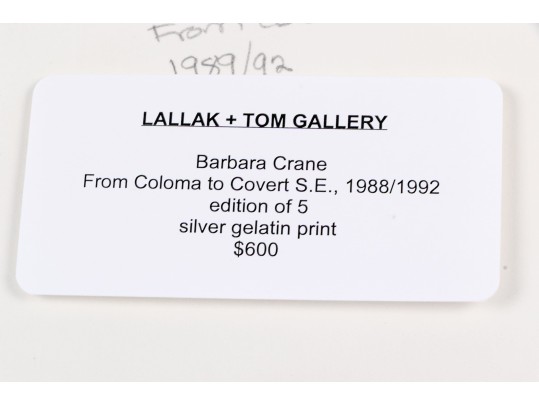 From
1989/92
LALLAK + TOM GALLERY
Barbara Crane
From Coloma to Covert S.E., 1988/1992
edition of 5
silver gelatin print
$600